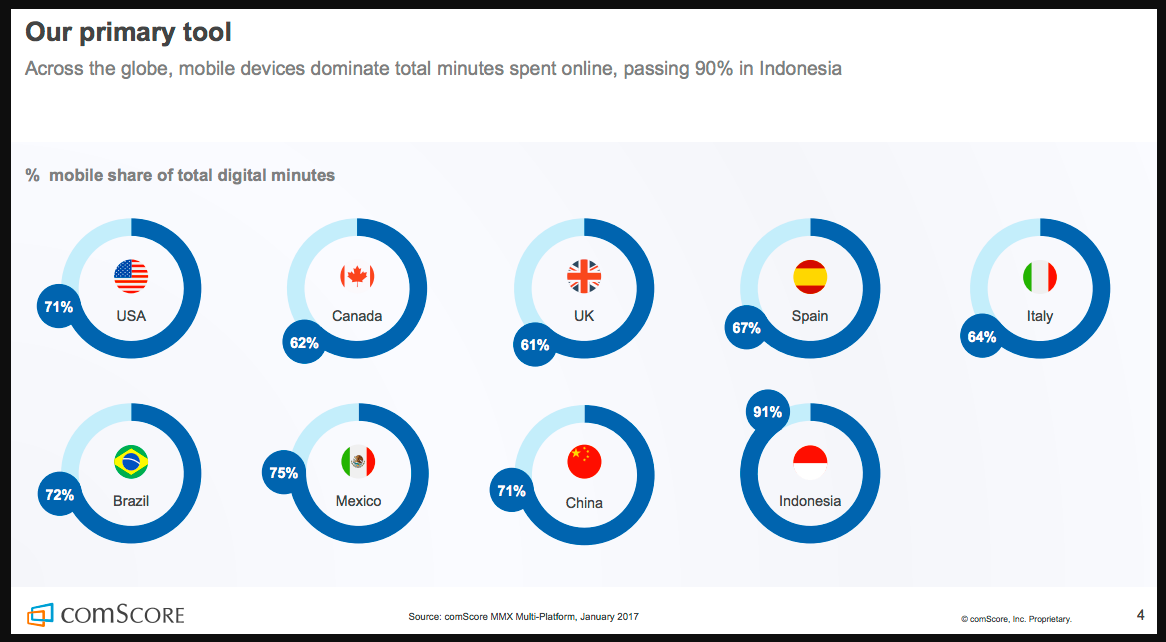 Our primary tool
Across the globe, mobile devices dominate total minutes spent online, passing 90% in Indonesia
% mobile share of total digital minutes
71%
USA
62%
Canada
61%
UK
67%
Spain
64%
Italy
72%
Brazil
75%
Mexico
71%
China
91%
Indonesia
comScore
Source: comScore MMX Multi-Platform, January 2017
© comScore, Inc. Proprietary.
4